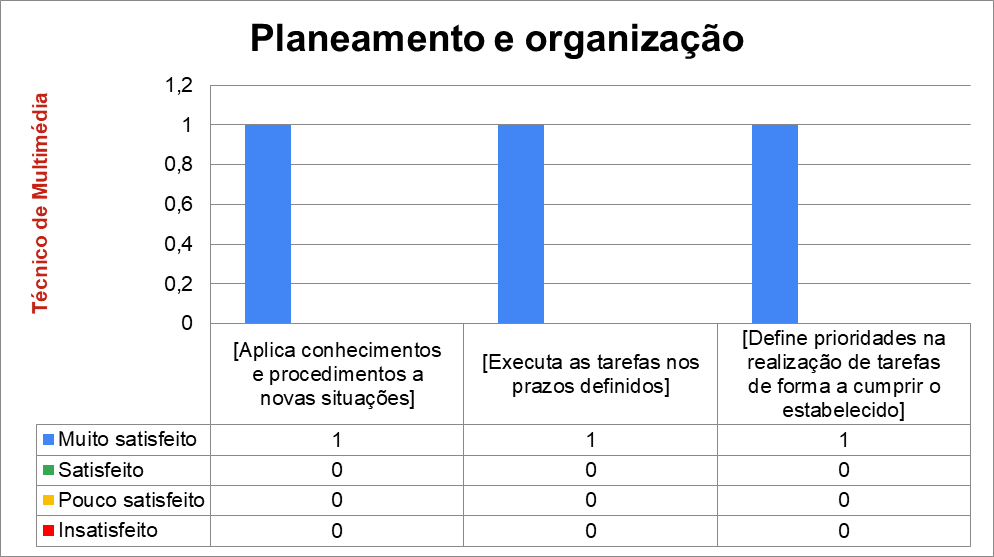 Planeamento e organização
Técnico de Multimédia
1,2
1
0,8
0,6
0,4
0,2
0
[Aplica conhecimentos
e procedimentos a
novas situações]
[Executa as tarefas nos
prazos definidos]
[Define prioridades na
realização de tarefas
de forma a cumprir o
estabelecido]
Muito satisfeito 1 1 1
Satisfeito 0 0 0
Pouco satisfeito 0 0 0
Insatisfeito 0 0 0